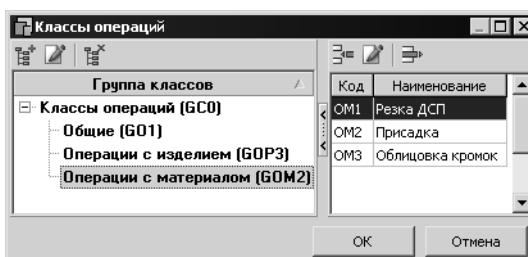 Классы операций
Группа классов
Классы операций (GC0)
Общие (GO1)
Операции с изделием (GOP3)
Операции с материалом (GOM2)
Код Наименование
OM1 Резка ДСП
OM2 Присадка
OM3 Облицовка кромок
OK Отмена